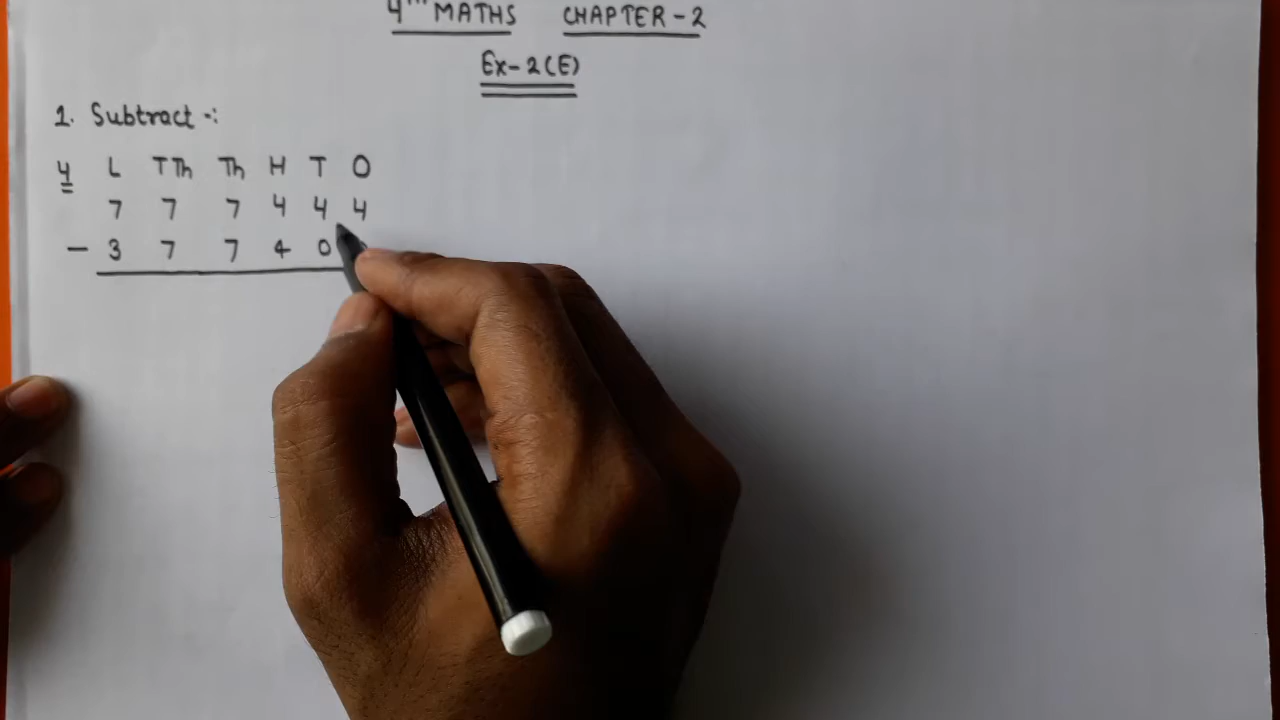 4th MATHS CHAPTER-2
Ex-2(E)
1. Subtract -:
4 L T Th Th H T O
7 7 7 4 4 4
- 3 7 7 4 0